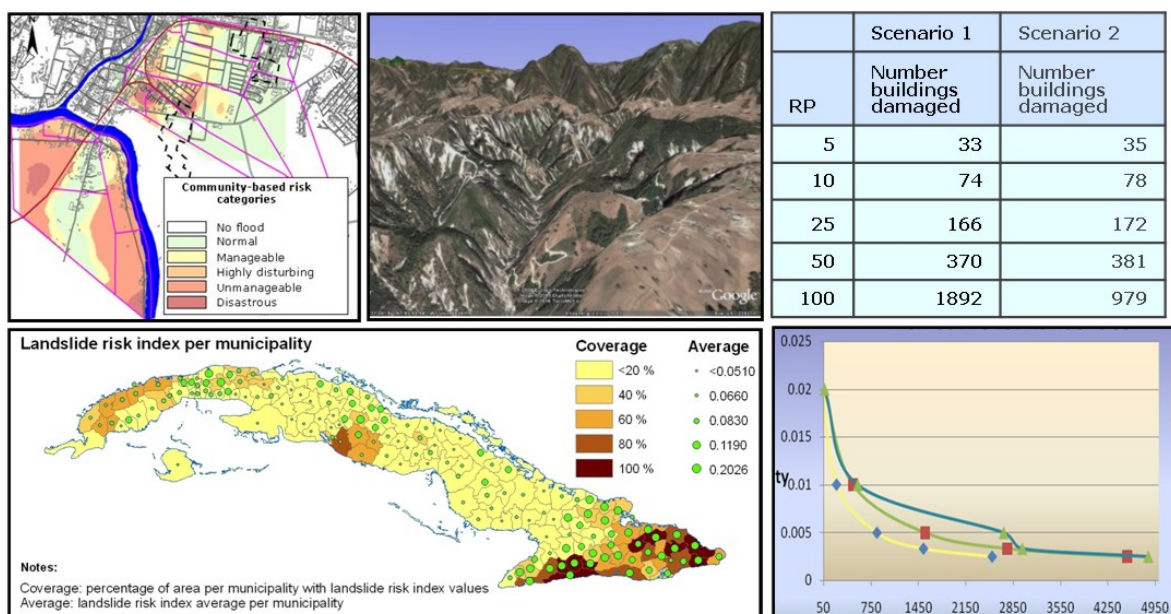 Community-based risk
categories
No flood
Normal
Manageable
Highly disturbing
Unmanageable
Disastrous
Google
Scenario 1 Scenario 2
RP Number buildings damaged Number buildings damaged
5 33 35
10 74 78
25 166 172
50 370 381
100 1892 979
Landslide risk index per municipality
Coverage Average
<20 % <0.0510
40 % 0.0660
60 % 0.0830
80 % 0.1190
100 % 0.2026
Notes:
Coverage: percentage of area per municipality with landslide risk index values
Average: landslide risk index average per municipality
0.025
0.02
0.015
ty
0.01
0.005
0
50 750 1450 2150 2850 3550 4250 4950